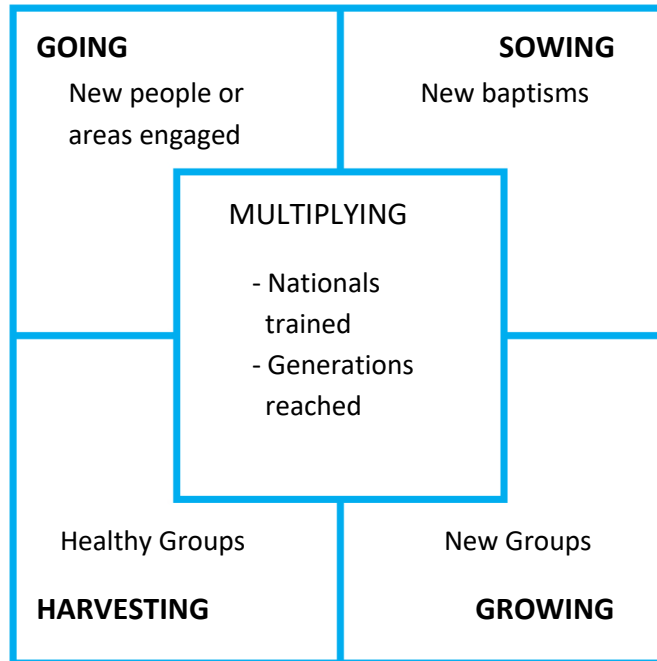 GOING
New people or
areas engaged
SOWING
New baptisms
MULTIPLYING
- Nationals
trained
- Generations
reached
Healthy Groups
HARVESTING
New Groups
GROWING